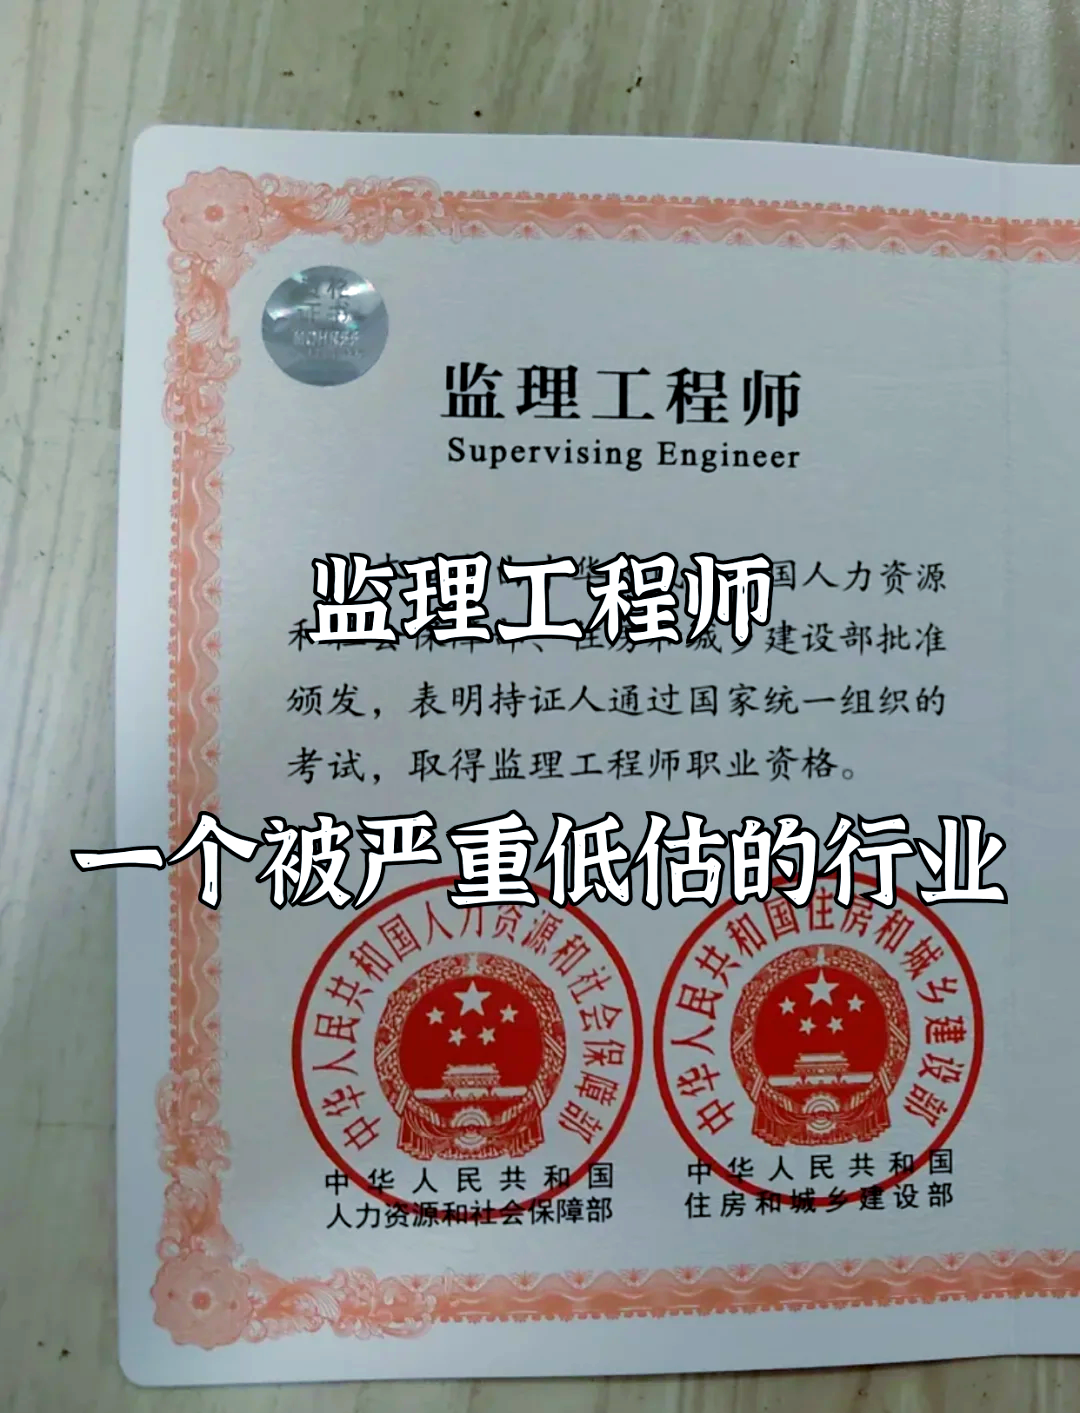 监理工程师
Supervising Engineer
国人力资源
监理工程师
建设部批准
颁发，表明持证人通过国家统一组织的
考试，取得监理工程师职业资格。
一个被严重低估的行业
中华人民共和国人力资源和社会保障部
中华人民共和国住房和城乡建设部
中华人民共和国
人力资源和社会保障部
中华人民共和国
住房和城乡建设部